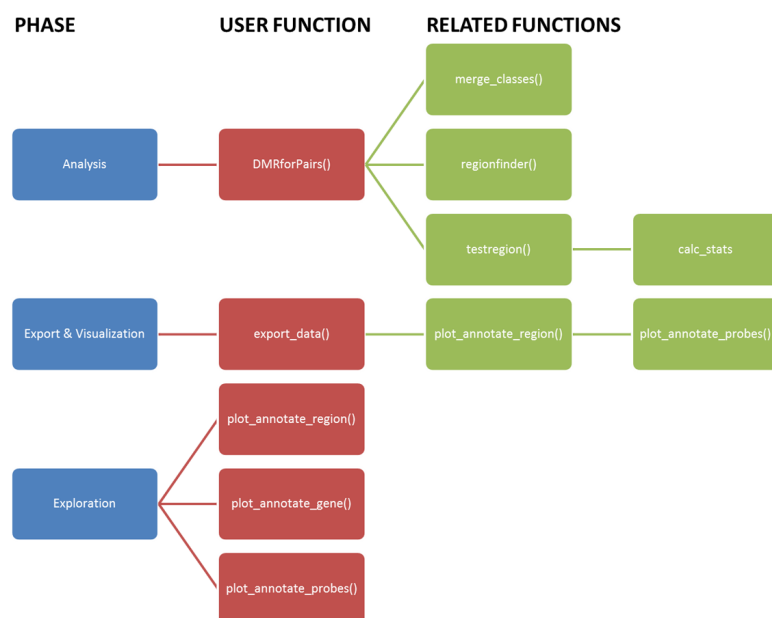 PHASE USER FUNCTION RELATED FUNCTIONS
merge_classes()
Analysis DMRforPairs() regionfinder()
testregion() calc_stats
Export & Visualization export_data() plot_annotate_region() plot_annotate_probes()
plot_annotate_region()
Exploration plot_annotate_gene()
plot_annotate_probes()